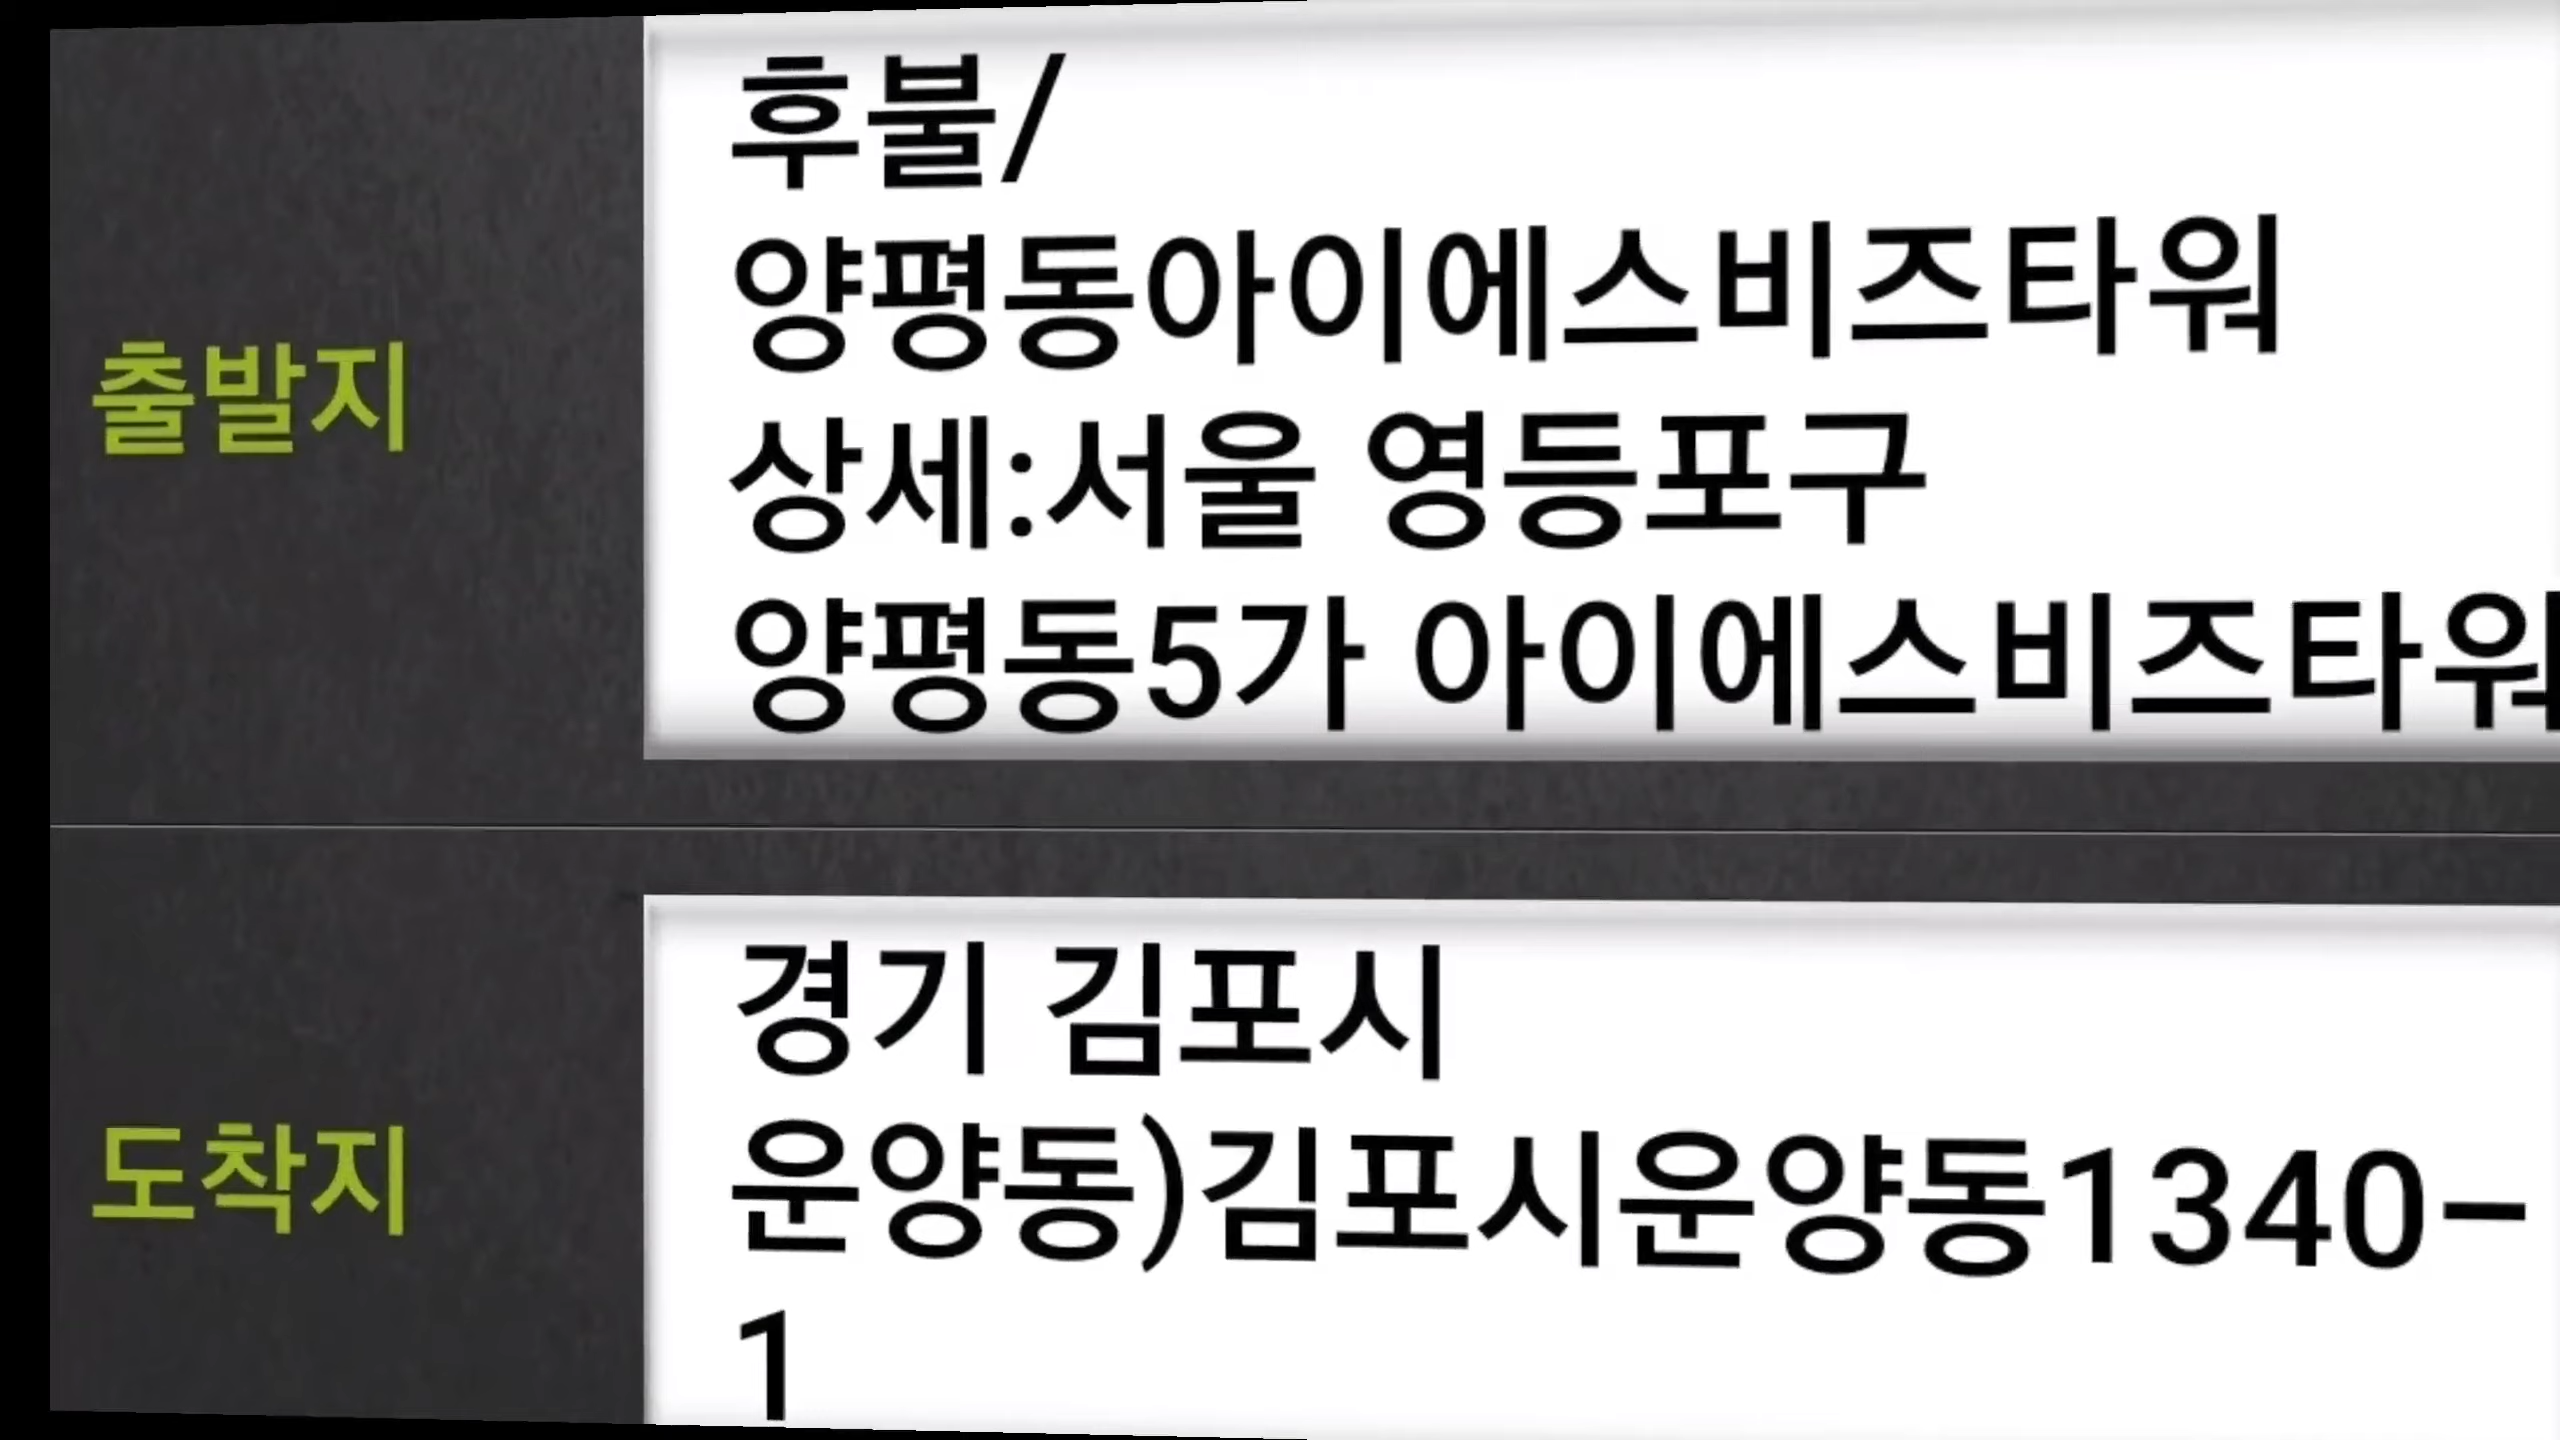 후불/
양평동아이에스비즈타워
출발지
상세:서울 영등포구
양평동5가 아이에스비즈타워
경기 김포시
도착지
운양동)김포시운양동1340-
1